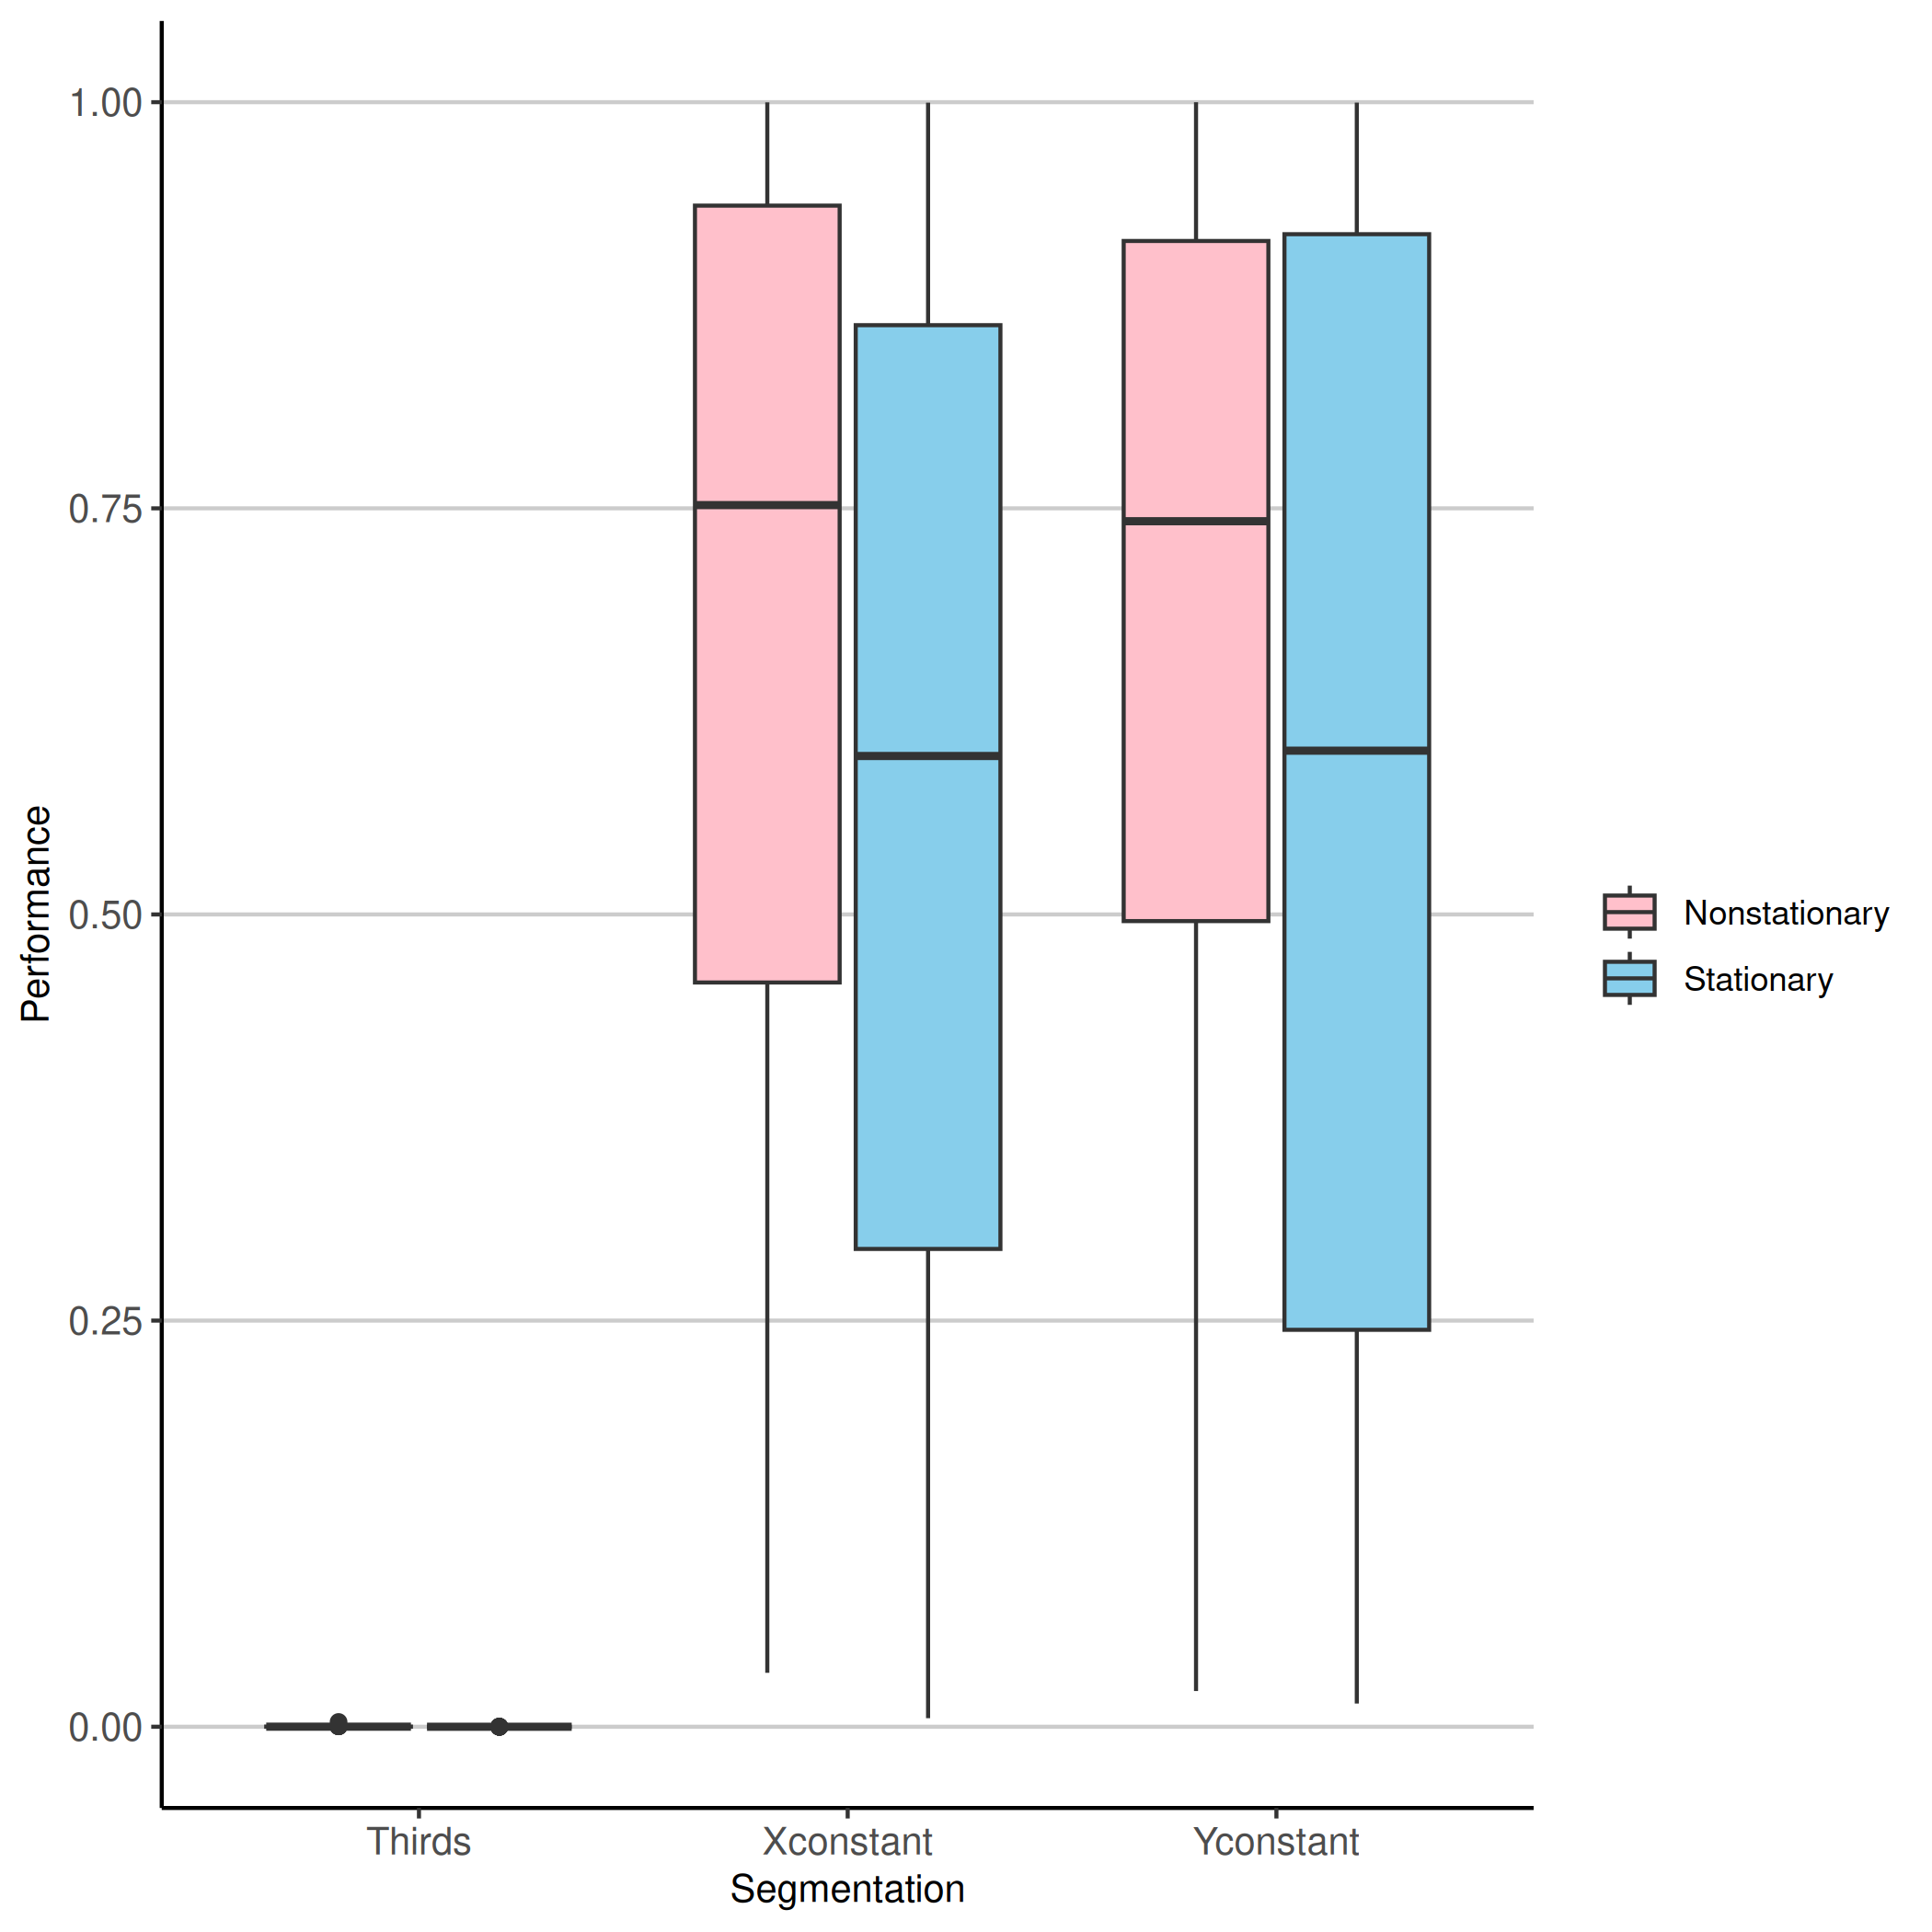 1.00
0.75
0.50
0.25
0.00
Performance
Thirds
Xconstant
Yconstant
Segmentation
Nonstationary
Stationary